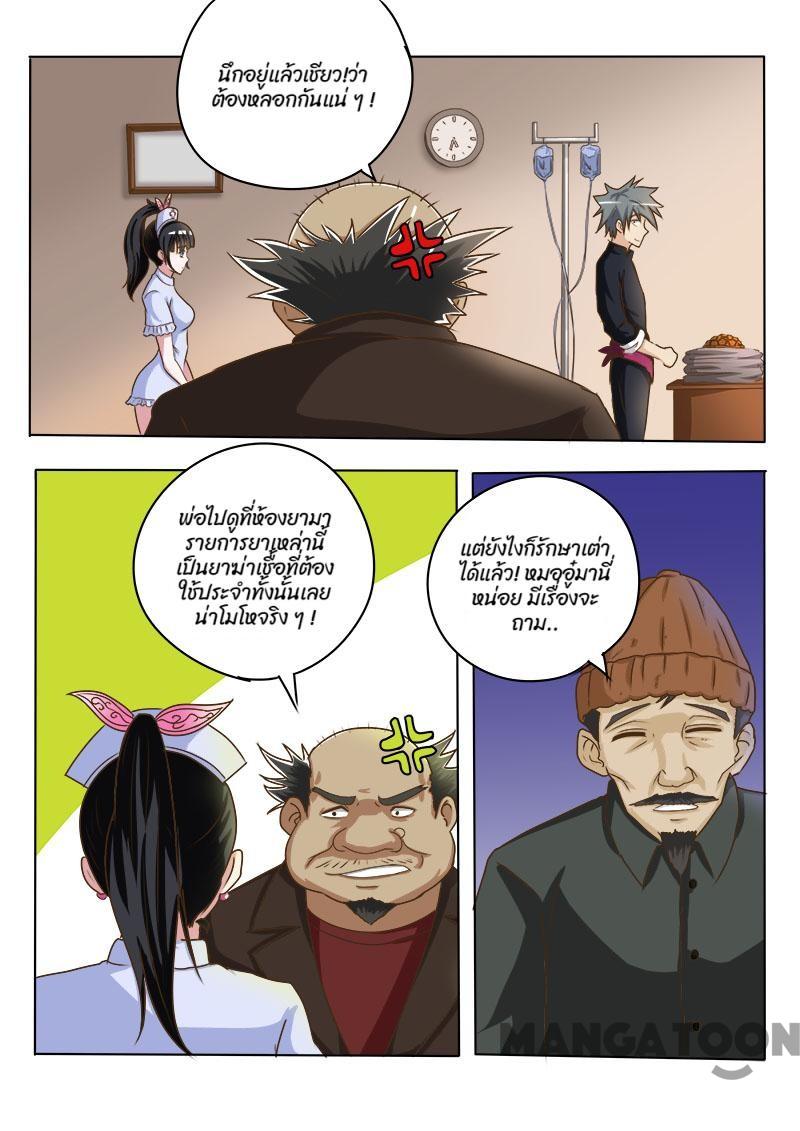 นึกอยู่แล้วเชียว!ว่า
ต้องหลอกกันแน่ ๆ !
พ่อไปดูที่ห้องยามา
รายการยาเหล่านี้
เป็นยาฆ่าเชื้อที่ต้อง
ใช้ประจำทั้งนั้นเลย
น่าโมโหจริง ๆ !
แต่ยังไงก็รักษาเต่า
ได้แล้ว! หมออู๋มานี่
หน่อย มีเรื่องจะ
ถาม..
MANGATOON